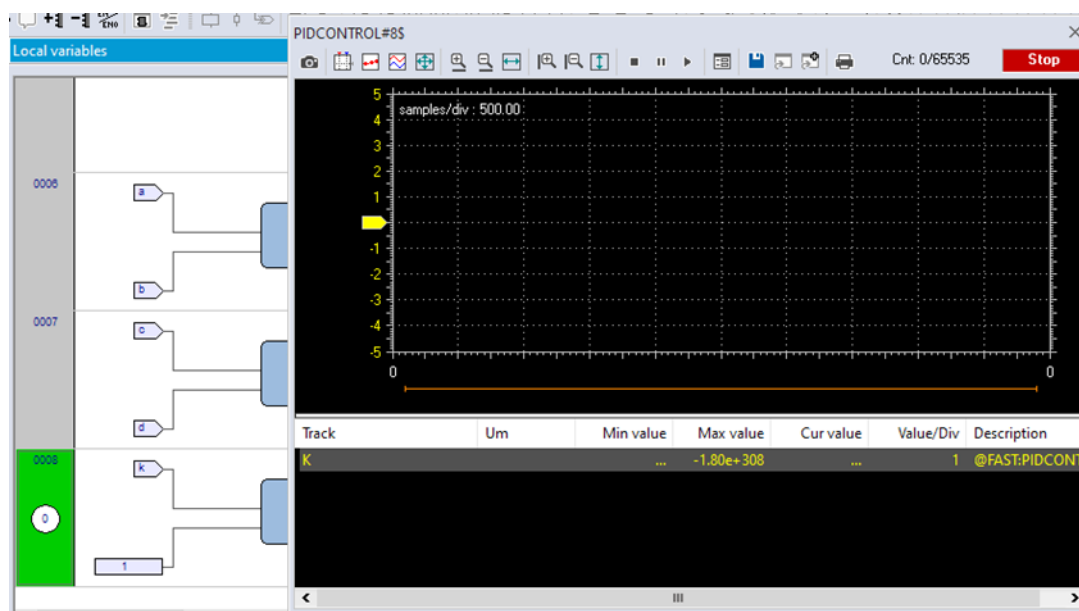 EN/
ENO
PIDCONTROL#8$
Local variables
Cnt: 0/65535
Stop
samples/div : 500.00
5
4
3
2
1
-1
-2
-3
-4
-5
0
0
0006
a
b
0007
c
d
0008
k
0
1
Track Um Min value Max value Cur value Value/Div Description
K ... -1.80e+308 ... 1 @FAST:PIDCONT